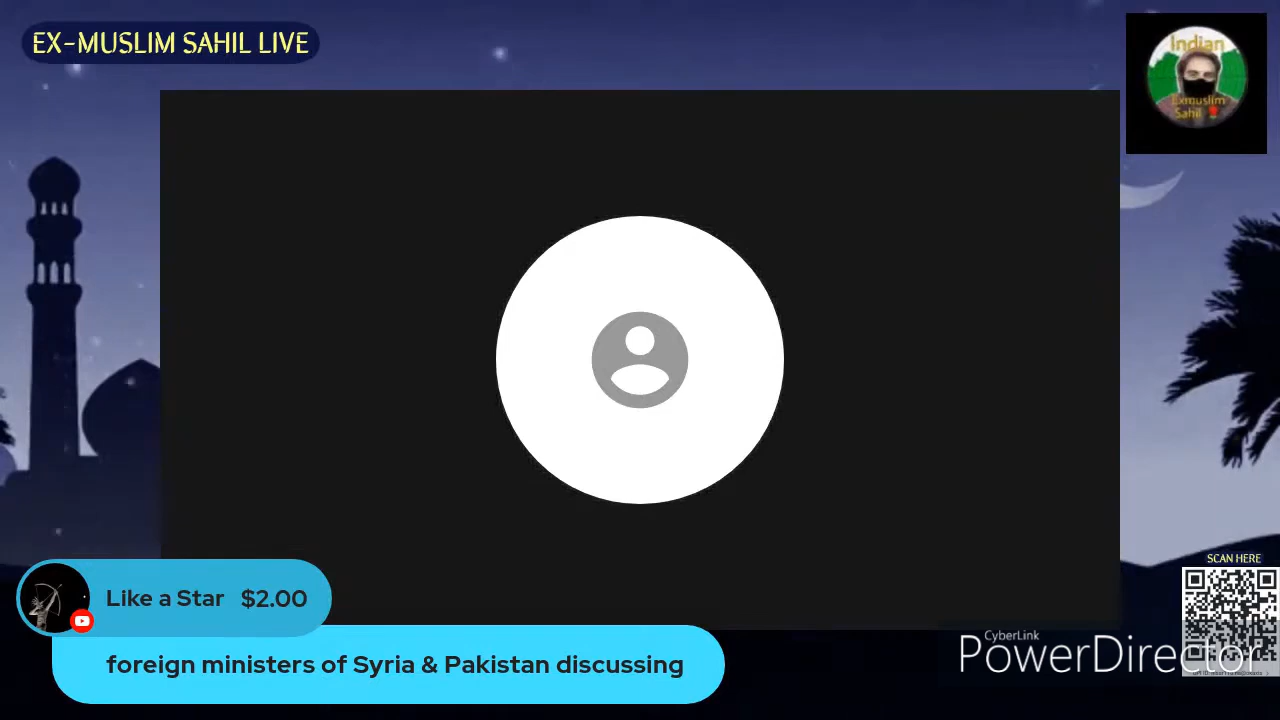 EX-MUSLIM SAHIL LIVE
Indian
Exmuslim
Sahil
SCAN HERE
Like a Star $2.00
foreign ministers of Syria & Pakistan discussing
CyberLink
PowerDirector